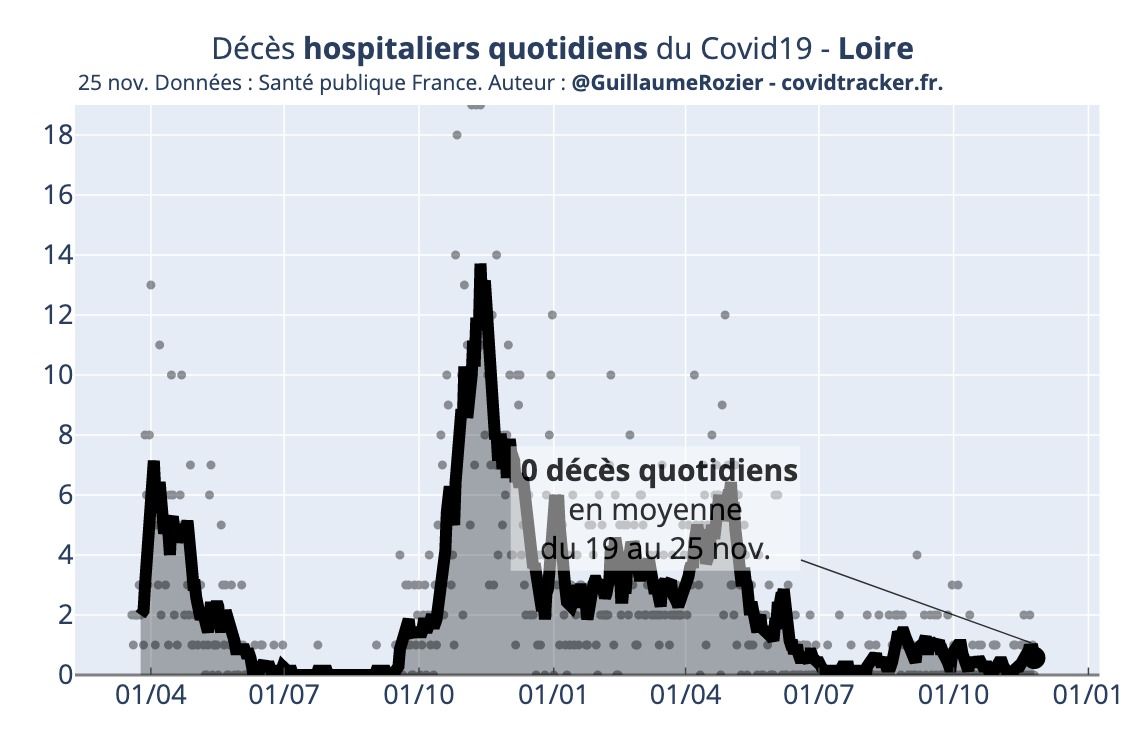 Décès hospitaliers quotidiens du Covid19 - Loire
25 nov. Données : Santé publique France. Auteur : @GuillaumeRozier - covidtracker.fr.
18
16
14
12
10
8
6
4
2
0
0 décès quotidiens
en moyenne
du 19 au 25 nov.
01/04 01/07 01/10 01/01 01/04 01/07 01/10 01/01